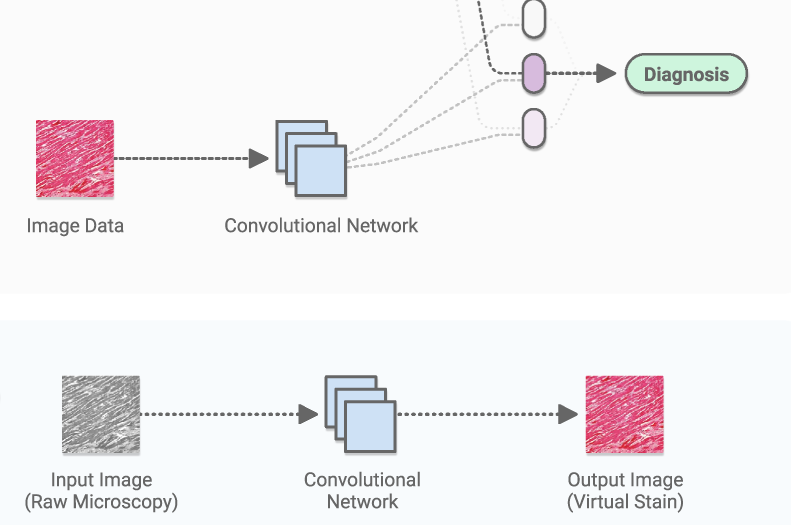 Diagnosis
Image Data
Convolutional Network
Input Image
(Raw Microscopy)
Convolutional
Network
Output Image
(Virtual Stain)